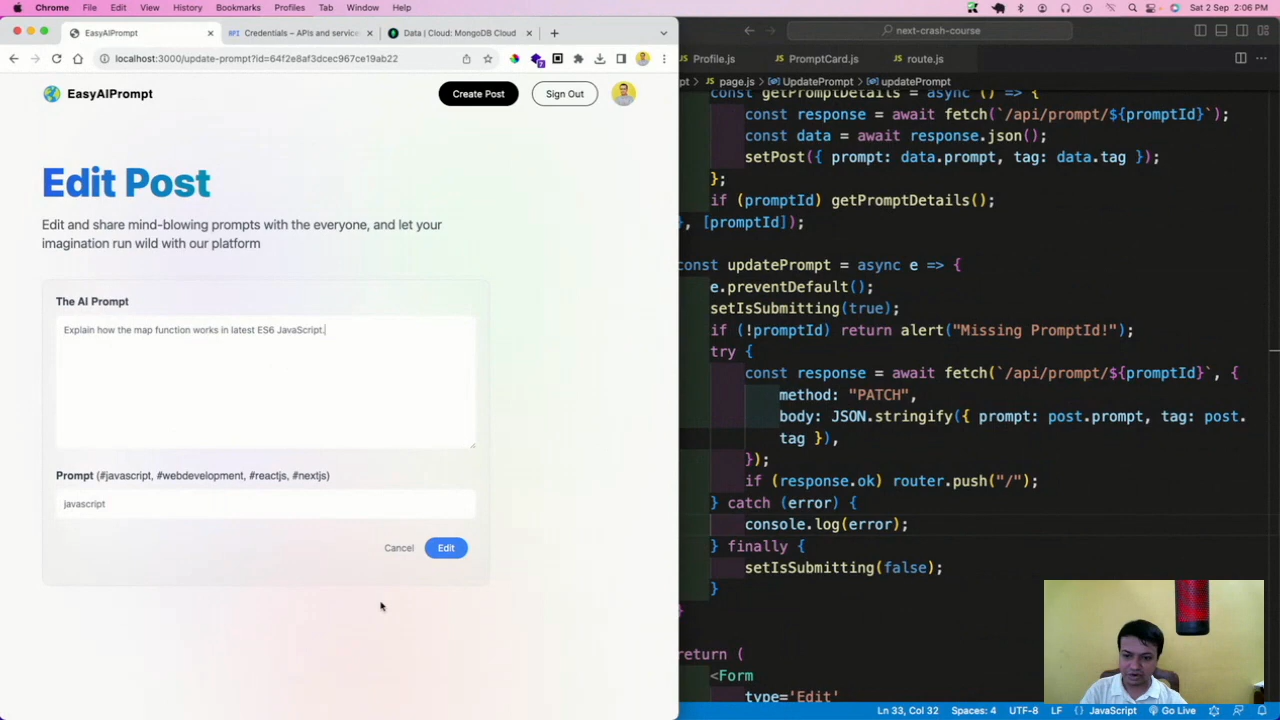 Chrome File Edit View History Bookmarks Profiles Tab Window Help
Sat 2 Sep 2:06 PM
EasyAIPrompt
API Credentials – APIs and service
Data | Cloud: MongoDB Cloud
localhost:3000/update-prompt?id=64f2e8af3dcec967ce19ab22
EasyAIPrompt
Create Post
Sign Out
Edit Post
Edit and share mind-blowing prompts with the everyone, and let your
imagination run wild with our platform
The AI Prompt
Explain how the map function works in latest ES6 JavaScript.
Prompt (#javascript, #webdevelopment, #reactjs, #nextjs)
javascript
Cancel
Edit
next-crash-course
Profile.js
PromptCard.js
route.js
pt > page.js > UpdatePrompt > updatePrompt
const getPromptDetails = async () => {
const response = await fetch(`/api/prompt/${promptId}`);
const data = await response.json();
setPost({ prompt: data.prompt, tag: data.tag });
};
if (promptId) getPromptDetails();
}, [promptId]);
const updatePrompt = async e => {
e.preventDefault();
setIsSubmitting(true);
if (!promptId) return alert("Missing PromptId!");
try {
const response = await fetch(`/api/prompt/${promptId}`, {
method: "PATCH",
body: JSON.stringify({ prompt: post.prompt, tag: post.
tag }),
});
if (response.ok) router.push("/");
} catch (error) {
console.log(error);
} finally {
setIsSubmitting(false);
}
}
return (
<Form
type='Edit'
Ln 33, Col 32
Spaces: 4
UTF-8
LF
{} JavaScript
Go Live